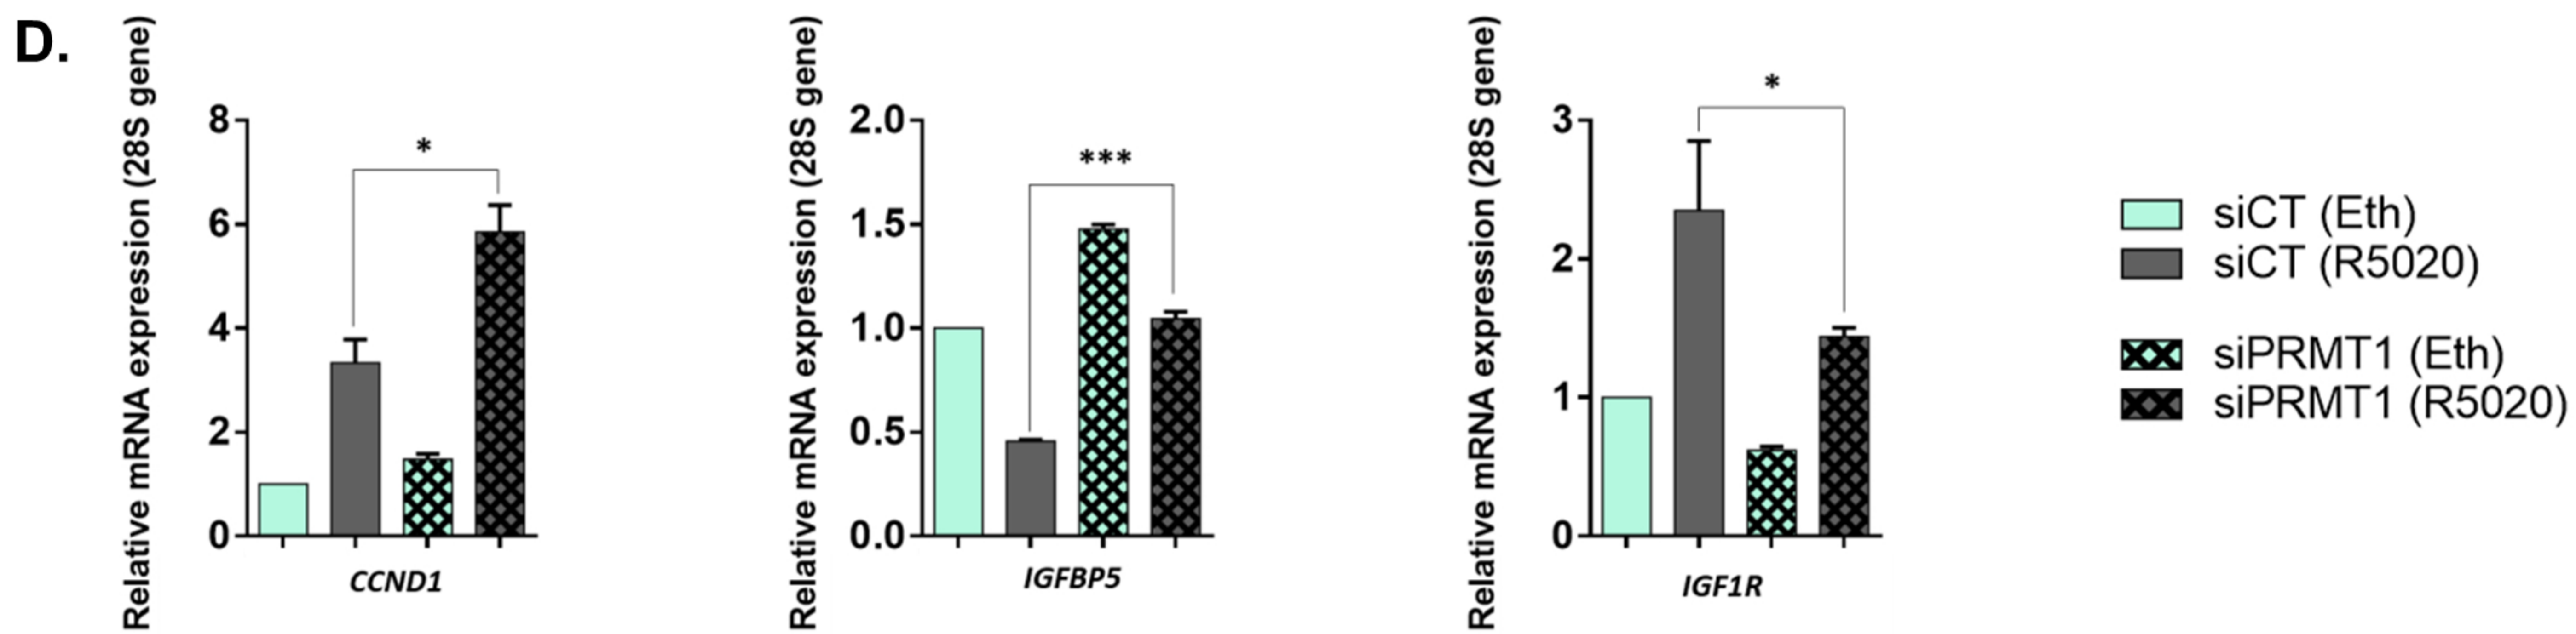 D.
Relative mRNA expression (28S gene)
8
6
4
2
0
*
CCND1
Relative mRNA expression (28S gene)
2.0
1.5
1.0
0.5
0.0
***
IGFBP5
Relative mRNA expression (28S gene)
3
2
1
0
*
IGF1R
siCT (Eth)
siCT (R5020)
siPRMT1 (Eth)
siPRMT1 (R5020)